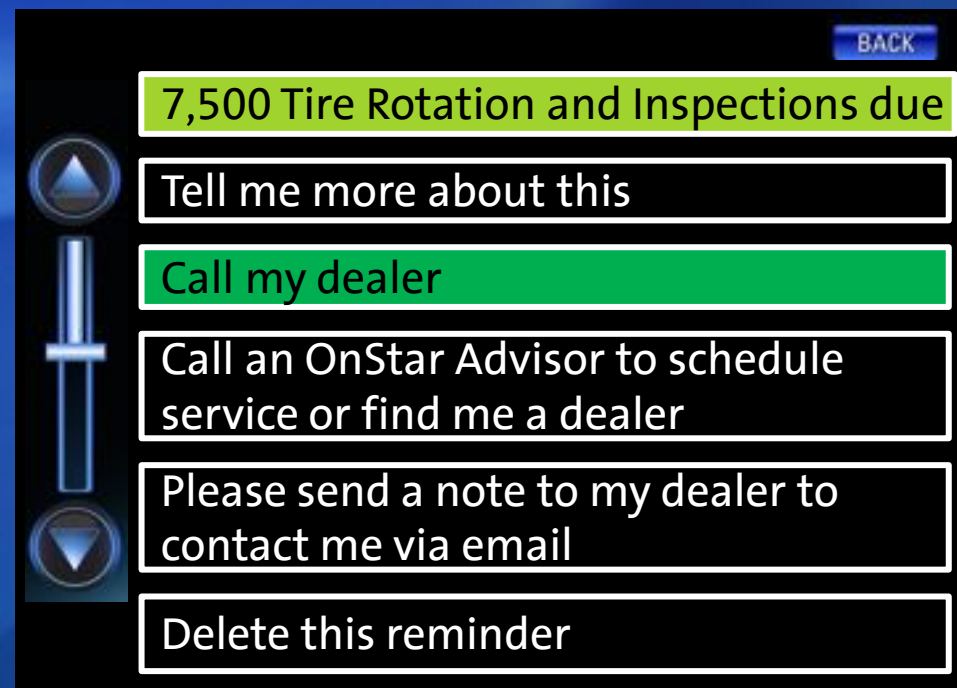 BACK
7,500 Tire Rotation and Inspections due
Tell me more about this
Call my dealer
Call an OnStar Advisor to schedule
service or find me a dealer
Please send a note to my dealer to
contact me via email
Delete this reminder